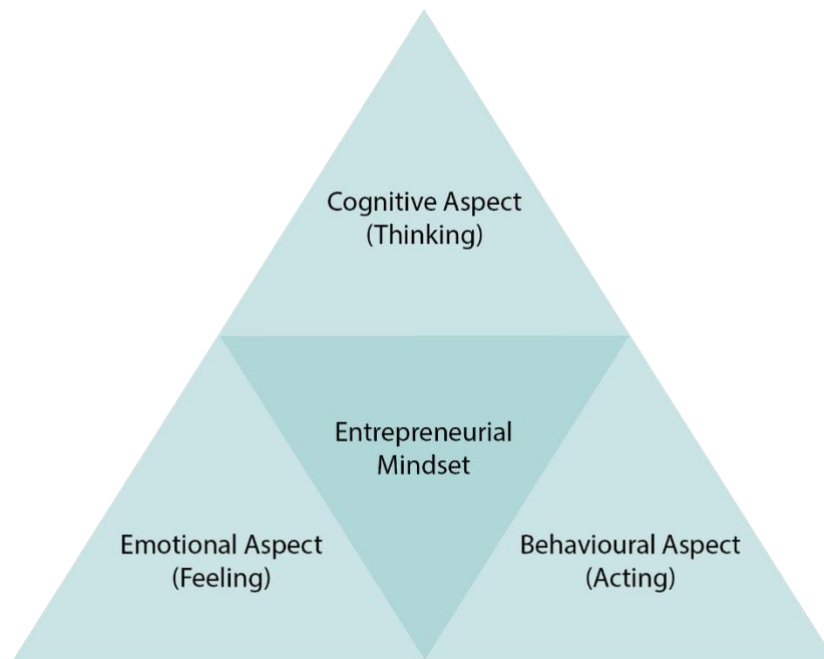 Cognitive Aspect
(Thinking)
Entrepreneurial
Mindset
Emotional Aspect
(Feeling)
Behavioural Aspect
(Acting)